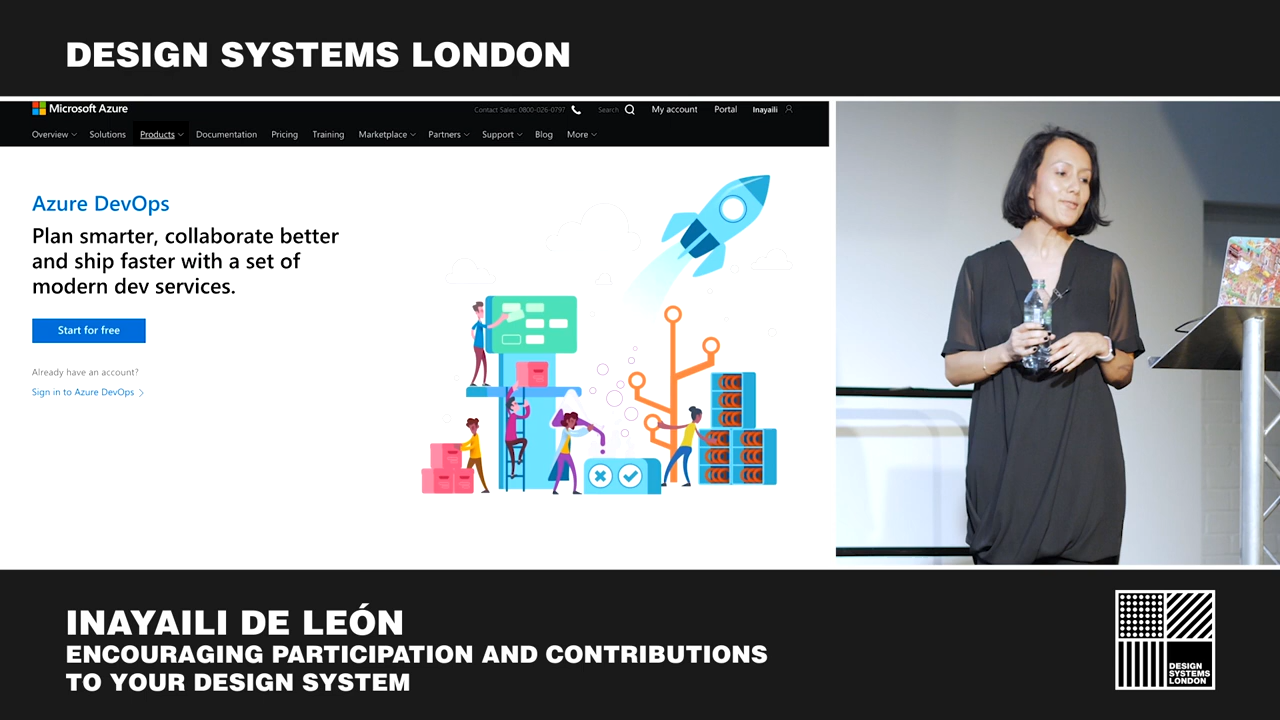 DESIGN SYSTEMS LONDON
Microsoft Azure
Contact Sales: 0800-026-0797
Search
My account
Portal
Inayaili
Overview
Solutions
Products
Documentation
Pricing
Training
Marketplace
Partners
Support
Blog
More
Azure DevOps
Plan smarter, collaborate better
and ship faster with a set of
modern dev services.
Start for free
Already have an account?
Sign in to Azure DevOps
INAYAILI DE LEÓN
ENCOURAGING PARTICIPATION AND CONTRIBUTIONS
TO YOUR DESIGN SYSTEM
DESIGN
SYSTEMS
LONDON